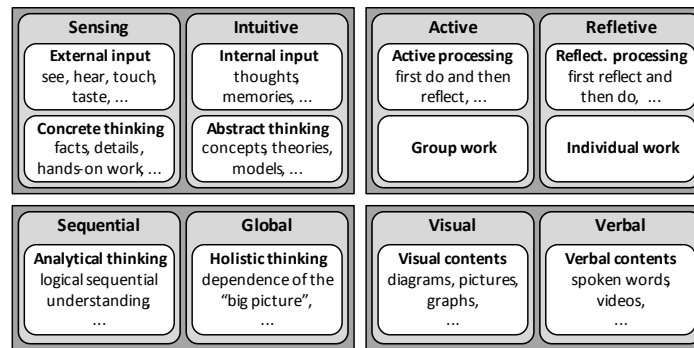 Sensing
External input
see, hear, touch,
taste, ...
Concrete thinking
facts, details,
hands-on work, ...
Intuitive
Internal input
thoughts,
memories, ...
Abstract thinking
concepts, theories,
models, ...
Active
Active processing
first do and then
reflect, ...
Group work
Refletive
Reflect. processing
first reflect and
then do, ...
Individual work
Sequential
Analytical thinking
logical sequential
understanding,
...
Global
Holistic thinking
dependence of the
“big picture”,
...
Visual
Visual contents
diagrams, pictures,
graphs,
...
Verbal
Verbal contents
spoken words,
videos,
...